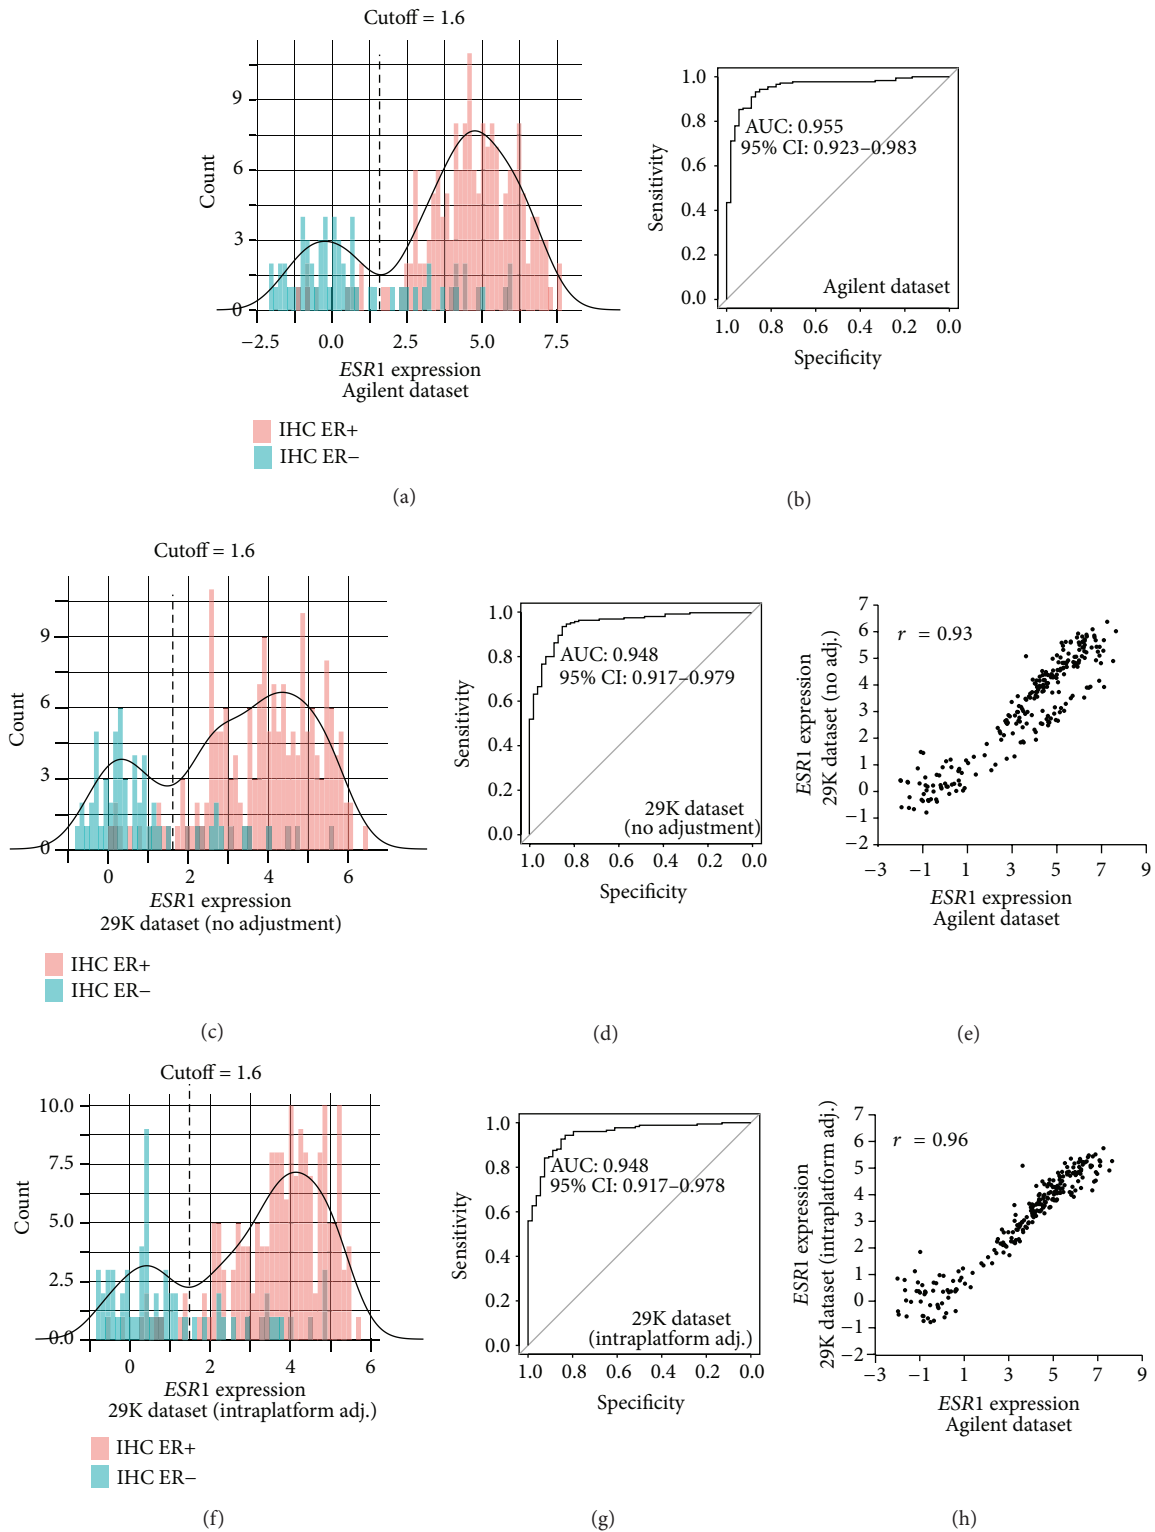 Cutoff = 1.6
9
6
3
0
Count
−2.5 0.0 2.5 5.0 7.5
ESR1 expression
Agilent dataset
IHC ER+
IHC ER−
(a)
1.0
0.8
0.6
0.4
0.2
0.0
Sensitivity
AUC: 0.955
95% CI: 0.923–0.983
Agilent dataset
1.0 0.8 0.6 0.4 0.2 0.0
Specificity
(b)
Cutoff = 1.6
9
6
3
0
Count
0 2 4 6
ESR1 expression
29K dataset (no adjustment)
IHC ER+
IHC ER−
(c)
1.0
0.8
0.6
0.4
0.2
0.0
Sensitivity
AUC: 0.948
95% CI: 0.917–0.979
29K dataset
(no adjustment)
1.0 0.8 0.6 0.4 0.2 0.0
Specificity
(d)
7
6
5
4
3
2
1
0
−1
−2
ESR1 expression
29K dataset (no adj.)
r = 0.93
−3 −1 1 3 5 7 9
ESR1 expression
Agilent dataset
(e)
Cutoff = 1.6
10.0
7.5
5.0
2.5
0.0
Count
0 2 4 6
ESR1 expression
29K dataset (intraplatform adj.)
IHC ER+
IHC ER−
(f)
1.0
0.8
0.6
0.4
0.2
0.0
Sensitivity
AUC: 0.948
95% CI: 0.917–0.978
29K dataset
(intraplatform adj.)
1.0 0.8 0.6 0.4 0.2 0.0
Specificity
(g)
7
6
5
4
3
2
1
0
−1
−2
ESR1 expression
29K dataset (intraplatform adj.)
r = 0.96
−3 −1 1 3 5 7 9
ESR1 expression
Agilent dataset
(h)